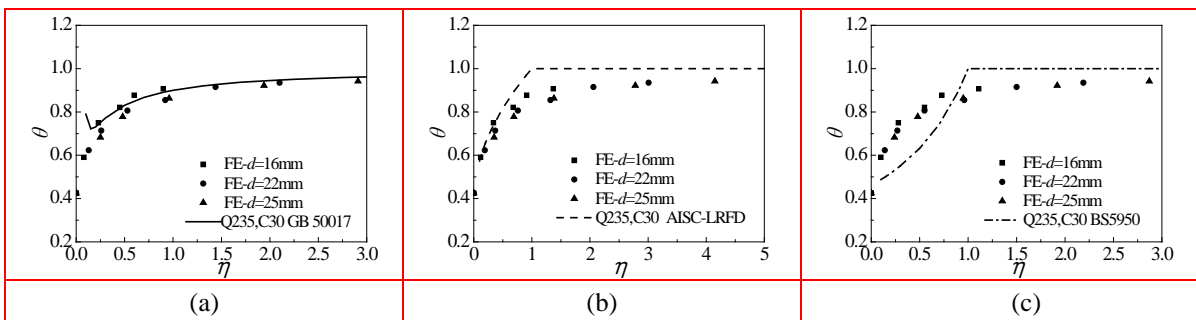 1.2
1.0
0.8
0.6
0.4
0.2
θ
FE-d=16mm
FE-d=22mm
FE-d=25mm
Q235,C30 GB 50017
0.0 0.5 1.0 1.5 2.0 2.5 3.0
η
(a)
1.2
1.0
0.8
0.6
0.4
0.2
θ
FE-d=16mm
FE-d=22mm
FE-d=25mm
Q235,C30 AISC-LRFD
0 1 2 3 4 5
η
(b)
1.2
1.0
0.8
0.6
0.4
0.2
θ
FE-d=16mm
FE-d=22mm
FE-d=25mm
Q235,C30 BS5950
0.0 0.5 1.0 1.5 2.0 2.5 3.0
η
(c)